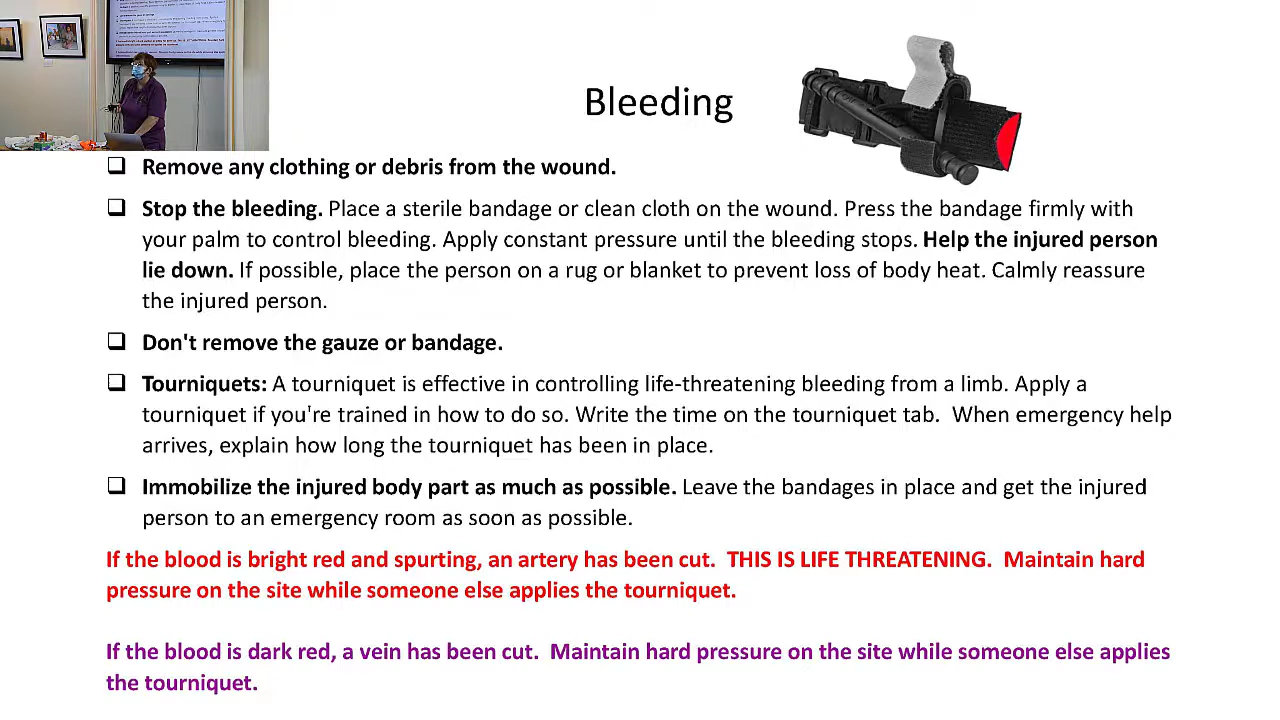 Bleeding
❑ Remove any clothing or debris from the wound.
❑ Stop the bleeding. Place a sterile bandage or clean cloth on the wound. Press the bandage firmly with
your palm to control bleeding. Apply constant pressure until the bleeding stops. Help the injured person
lie down. If possible, place the person on a rug or blanket to prevent loss of body heat. Calmly reassure
the injured person.
❑ Don't remove the gauze or bandage.
❑ Tourniquets: A tourniquet is effective in controlling life-threatening bleeding from a limb. Apply a
tourniquet if you're trained in how to do so. Write the time on the tourniquet tab.  When emergency help
arrives, explain how long the tourniquet has been in place.
❑ Immobilize the injured body part as much as possible. Leave the bandages in place and get the injured
person to an emergency room as soon as possible.
If the blood is bright red and spurting, an artery has been cut.  THIS IS LIFE THREATENING.  Maintain hard
pressure on the site while someone else applies the tourniquet.
If the blood is dark red, a vein has been cut.  Maintain hard pressure on the site while someone else applies
the tourniquet.